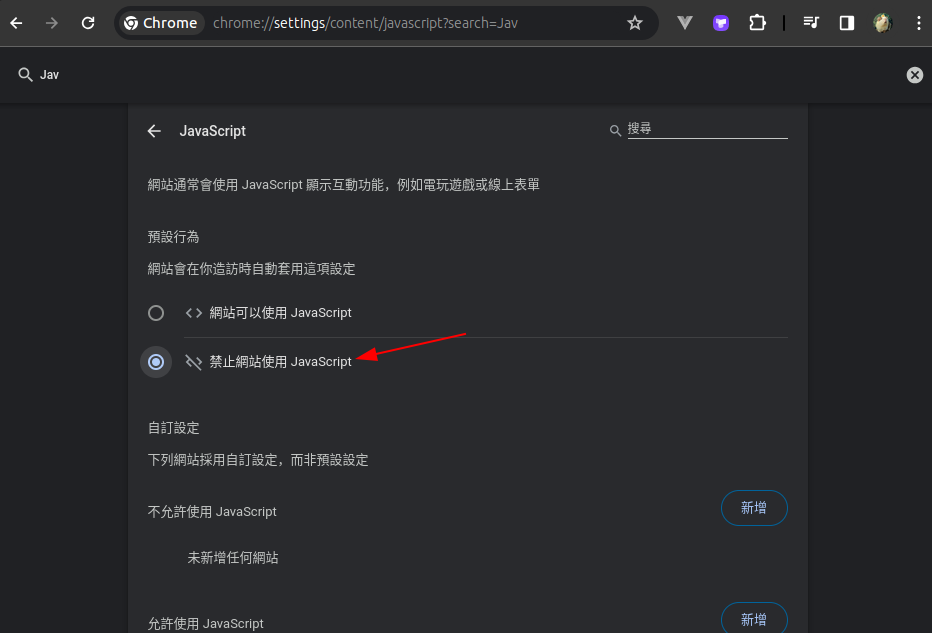 Chrome chrome://settings/content/javascript?search=Jav
Jav
JavaScript 搜尋
網站通常會使用 JavaScript 顯示互動功能，例如電玩遊戲或線上表單
預設行為
網站會在你造訪時自動套用這項設定
網站可以使用 JavaScript
禁止網站使用 JavaScript
自訂設定
下列網站採用自訂設定，而非預設設定
不允許使用 JavaScript 新增
未新增任何網站
允許使用 JavaScript 新增